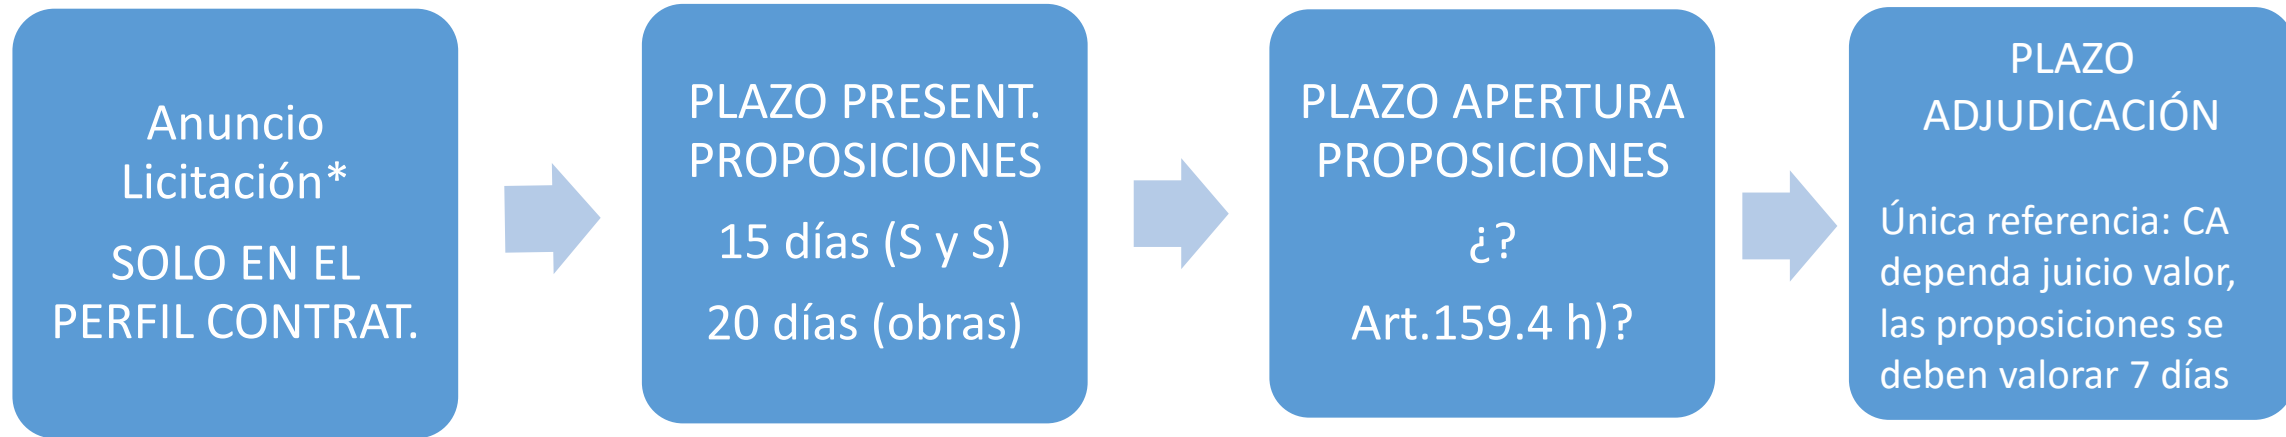 Anuncio
Licitación*
SOLO EN EL
PERFIL CONTRAT.
PLAZO PRESENT.
PROPOSICIONES
15 días (S y S)
20 días (obras)
PLAZO APERTURA
PROPOSICIONES
¿?
Art.159.4 h)?
PLAZO
ADJUDICACIÓN
Única referencia: CA
dependa juicio valor,
las proposiciones se
deben valorar 7 días